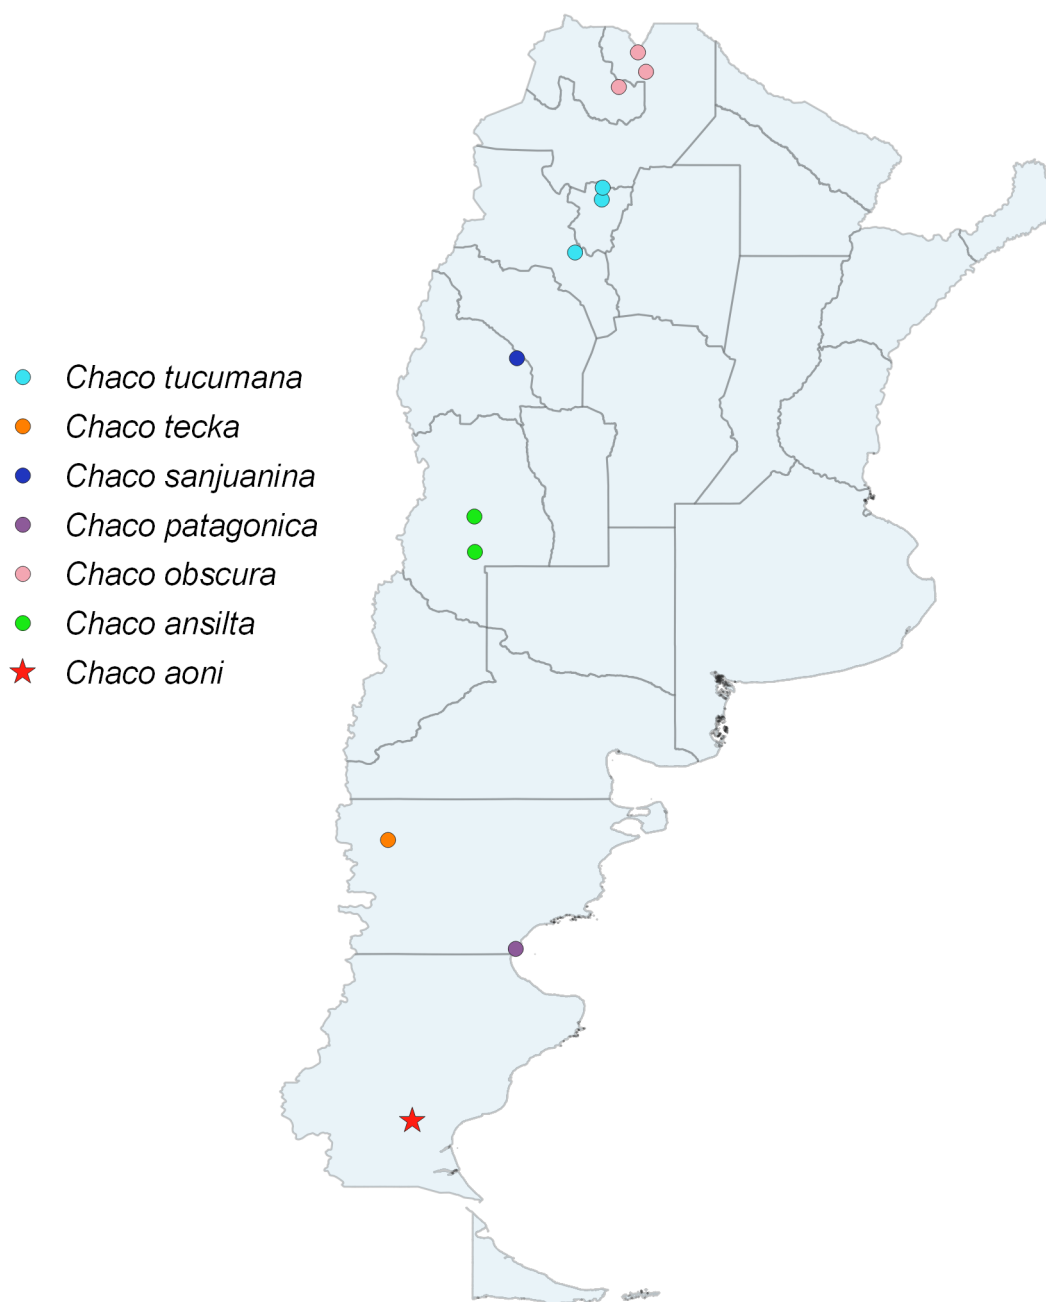 Chaco tucumana
Chaco tecka
Chaco sanjuanina
Chaco patagonica
Chaco obscura
Chaco ansilta
Chaco aoni